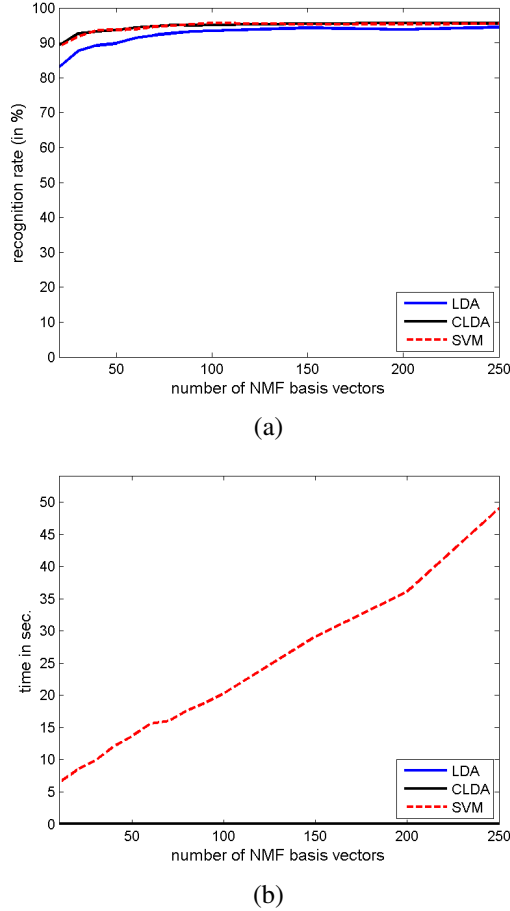 100
90
80
70
60
50
40
30
20
10
0
recognition rate (in %)
LDA
CLDA
SVM
50 100 150 200 250
number of NMF basis vectors
(a)
50
45
40
35
30
25
20
15
10
5
0
time in sec.
LDA
CLDA
SVM
50 100 150 200 250
number of NMF basis vectors
(b)